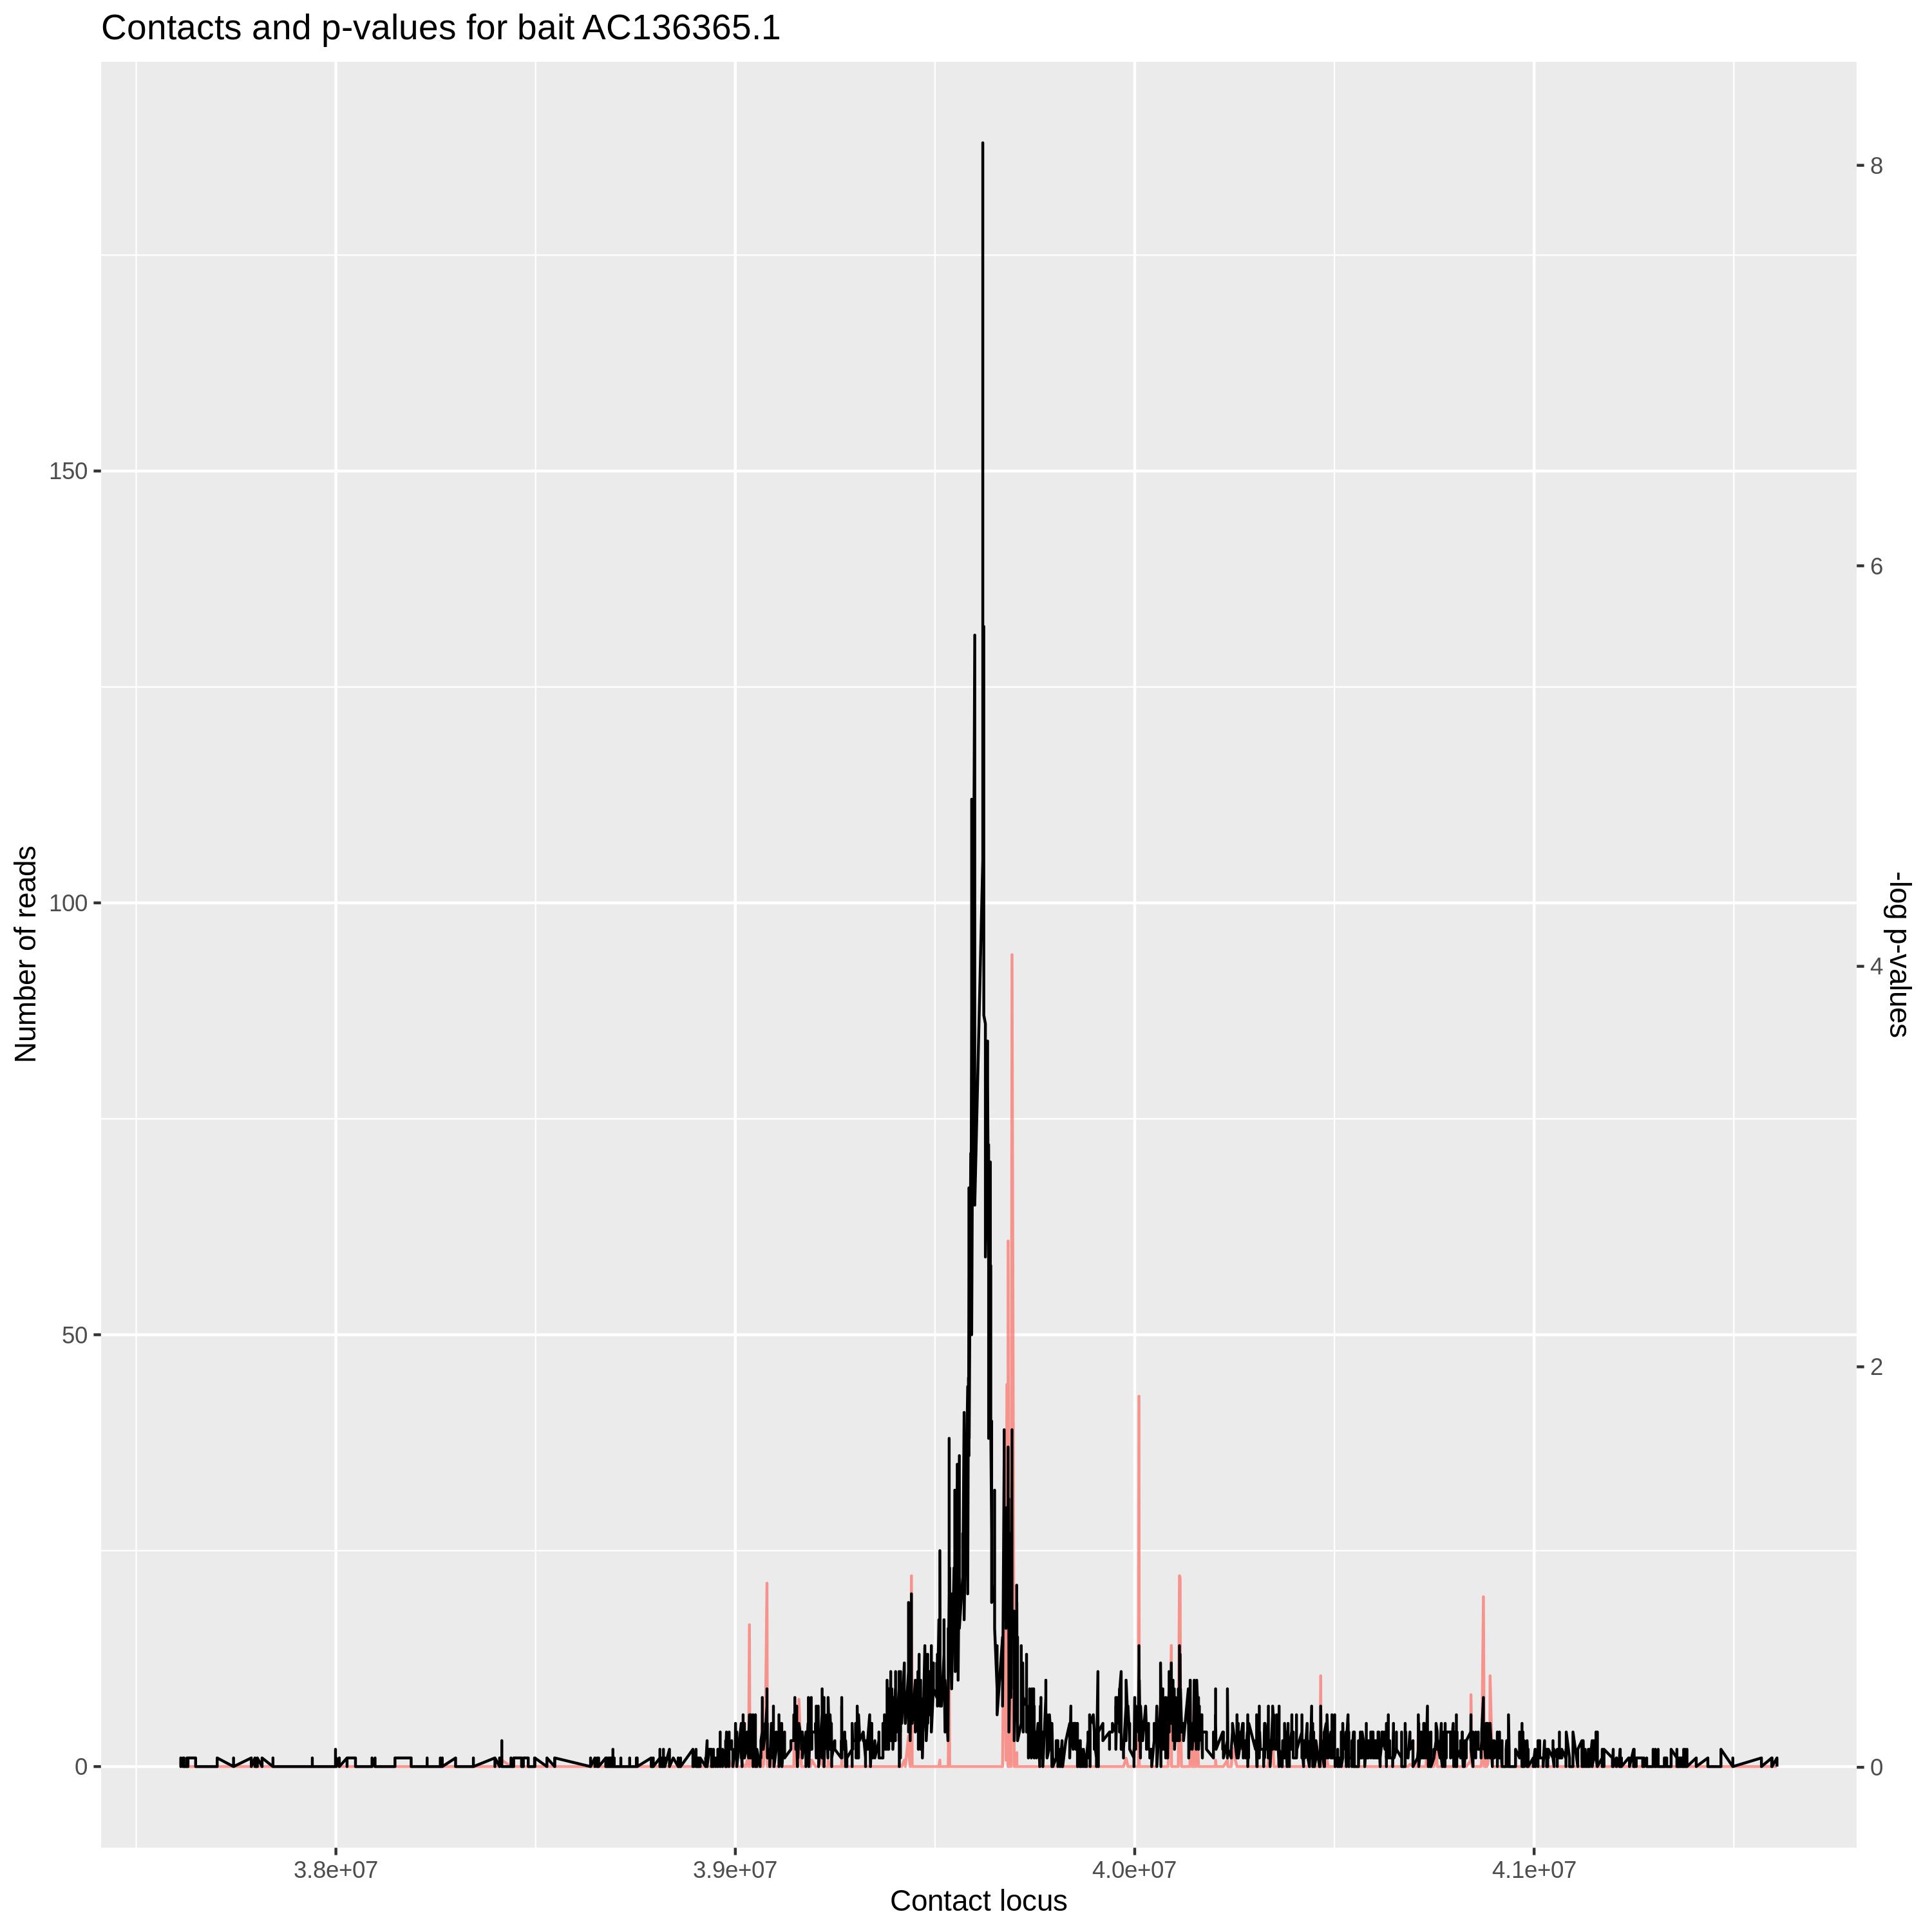 Contacts and p-values for bait AC136365.1
8
150
6
Number of reads
100
-log p-values
4
50
2
0
0
3.8e+07
3.9e+07
4.0e+07
4.1e+07
Contact locus